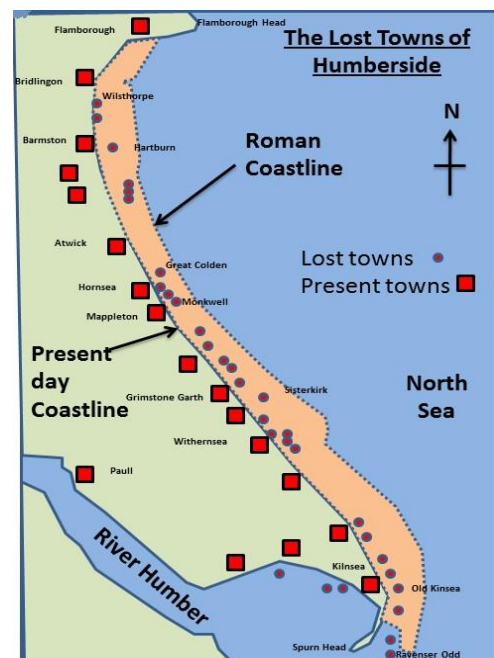 Flamborough Head
Flamborough
The Lost Towns of
Humberside
Bridlingon
Wilsthorpe
N
Barmston
Hartburn
Roman
Coastline
Atwick
Great Colden
Lost towns
Hornsea
Present towns
Monkwell
Mappleton
Present
day
Coastline
North
Sea
Sisterkirk
Grimstone Garth
Withernsea
Paull
River Humber
Kilnsea
Old Kinsea
Spurn Head
Ravenser Odd